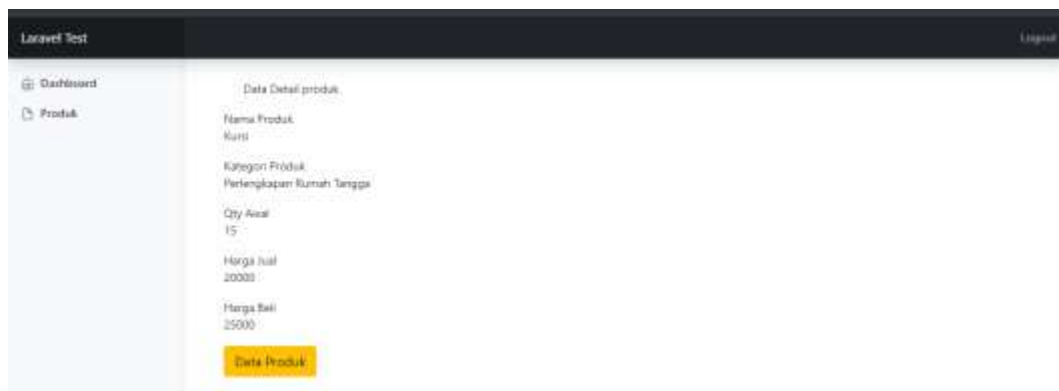 Laravel Test
Logout
Dashboard
Produk
Data Detail produk
Nama Produk
Kursi
Kategori Produk
Perlengkapan Rumah Tangga
Qty Awal
15
Harga Jual
20000
Harga Beli
25000
Data Produk